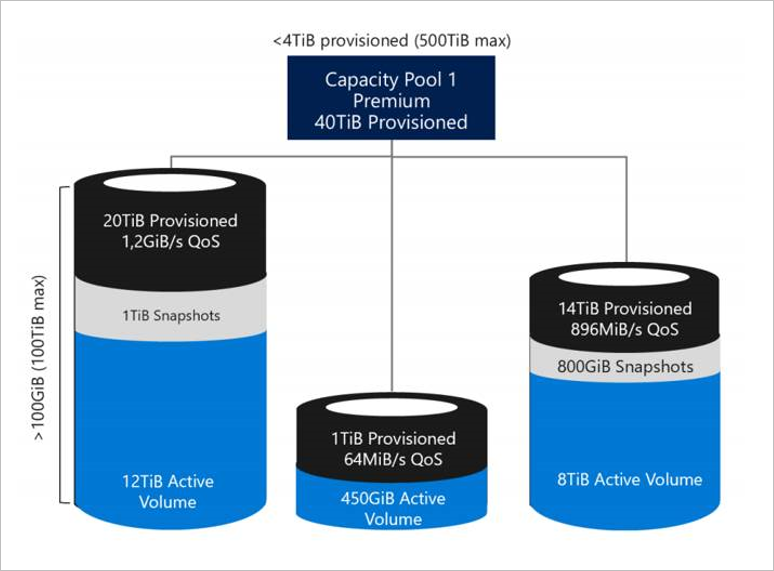 <4TiB provisioned (500TiB max)
Capacity Pool 1
Premium
40TiB Provisioned
>100GiB (100TiB max)
20TiB Provisioned
1,2GiB/s QoS
1TiB Snapshots
12TiB Active
Volume
1TiB Provisioned
64MiB/s QoS
450GiB Active
Volume
14TiB Provisioned
896MiB/s QoS
800GiB Snapshots
8TiB Active Volume